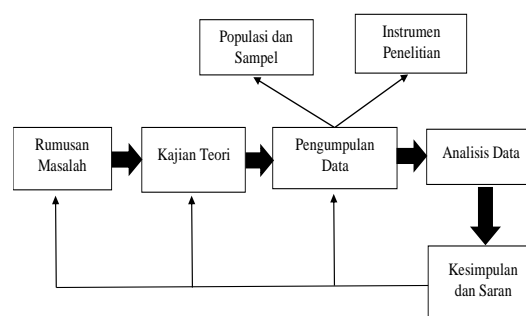 Populasi dan
Sampel
Instrumen
Penelitian
Rumusan
Masalah
Kajian Teori
Pengumpulan
Data
Analisis Data
Kesimpulan
dan Saran